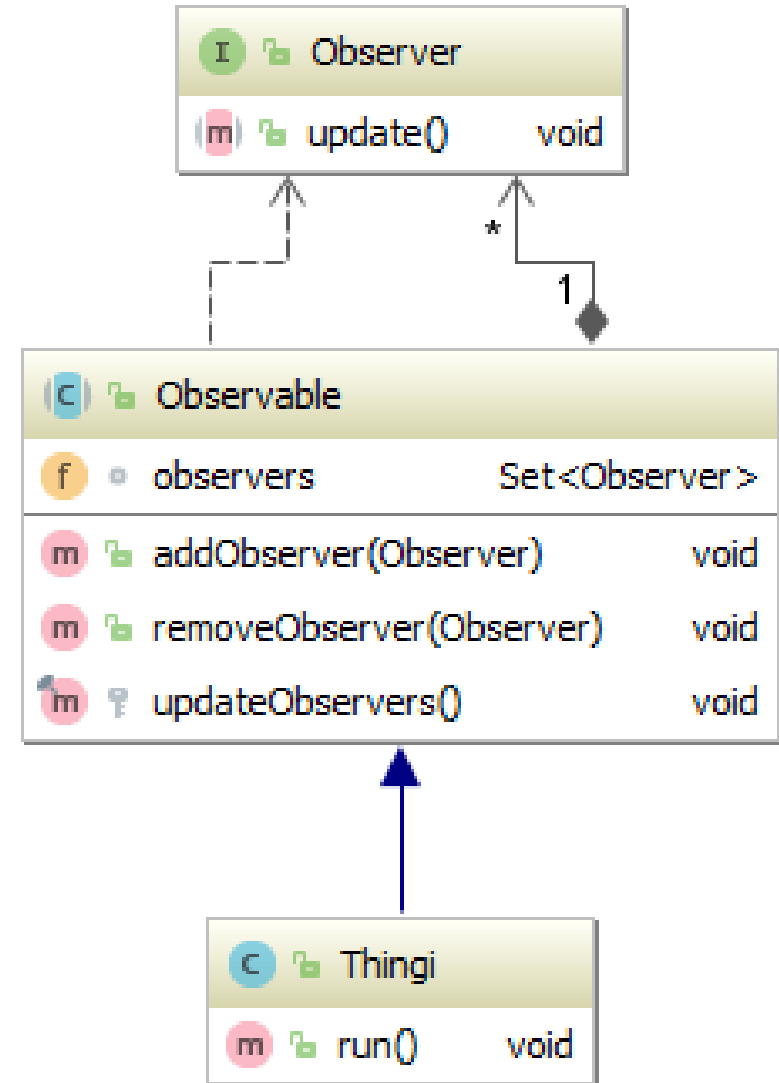 I Observer
m update() void
*
1
C Observable
f observers Set<Observer>
m addObserver(Observer) void
m removeObserver(Observer) void
m updateObservers() void
C Thingi
m run() void